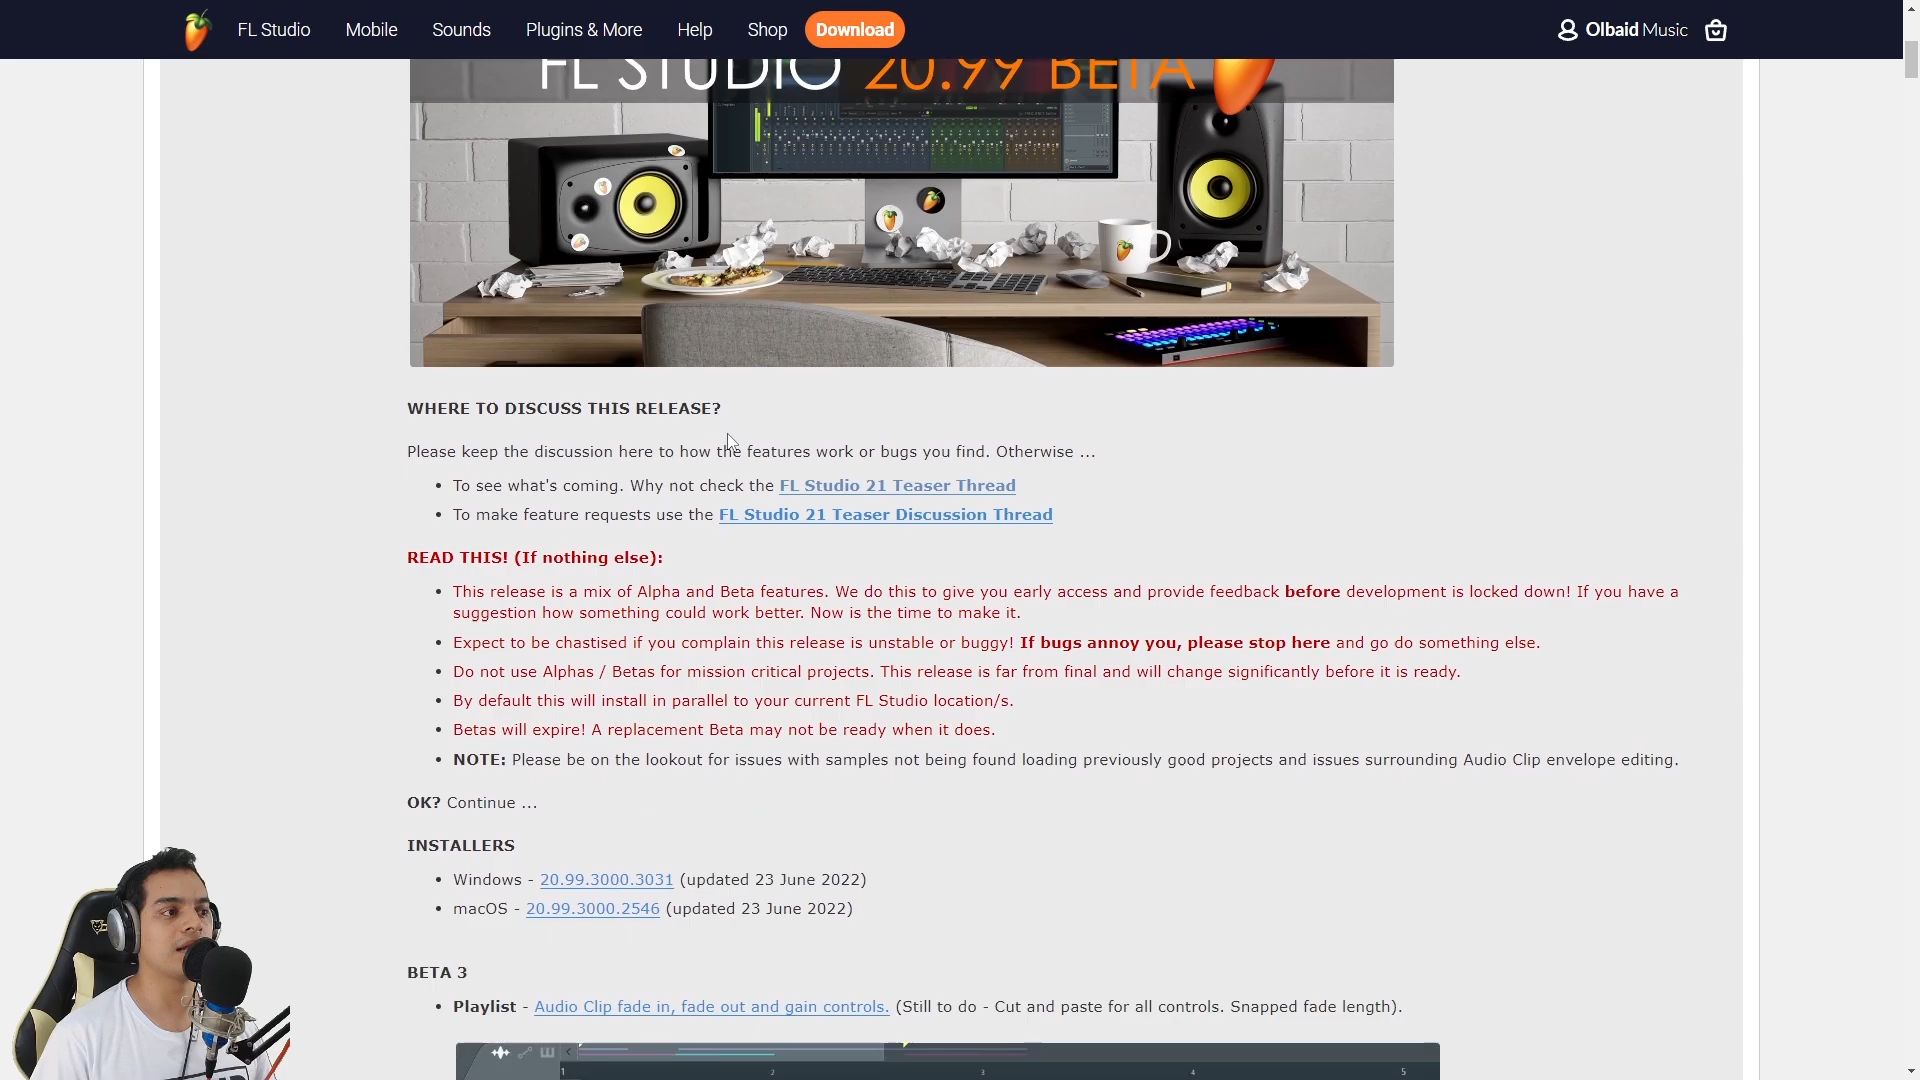 FL Studio Mobile Sounds Plugins & More Help Shop Download Olbaid Music
FL STUDIO 20.99 BETA
WHERE TO DISCUSS THIS RELEASE?
Please keep the discussion here to how the features work or bugs you find. Otherwise ...
• To see what's coming. Why not check the FL Studio 21 Teaser Thread
• To make feature requests use the FL Studio 21 Teaser Discussion Thread
READ THIS! (If nothing else):
• This release is a mix of Alpha and Beta features. We do this to give you early access and provide feedback before development is locked down! If you have a
suggestion how something could work better. Now is the time to make it.
• Expect to be chastised if you complain this release is unstable or buggy! If bugs annoy you, please stop here and go do something else.
• Do not use Alphas / Betas for mission critical projects. This release is far from final and will change significantly before it is ready.
• By default this will install in parallel to your current FL Studio location/s.
• Betas will expire! A replacement Beta may not be ready when it does.
• NOTE: Please be on the lookout for issues with samples not being found loading previously good projects and issues surrounding Audio Clip envelope editing.
OK? Continue ...
INSTALLERS
• Windows - 20.99.3000.3031 (updated 23 June 2022)
• macOS - 20.99.3000.2546 (updated 23 June 2022)
BETA 3
• Playlist - Audio Clip fade in, fade out and gain controls. (Still to do - Cut and paste for all controls. Snapped fade length).
1 2 3 4 5